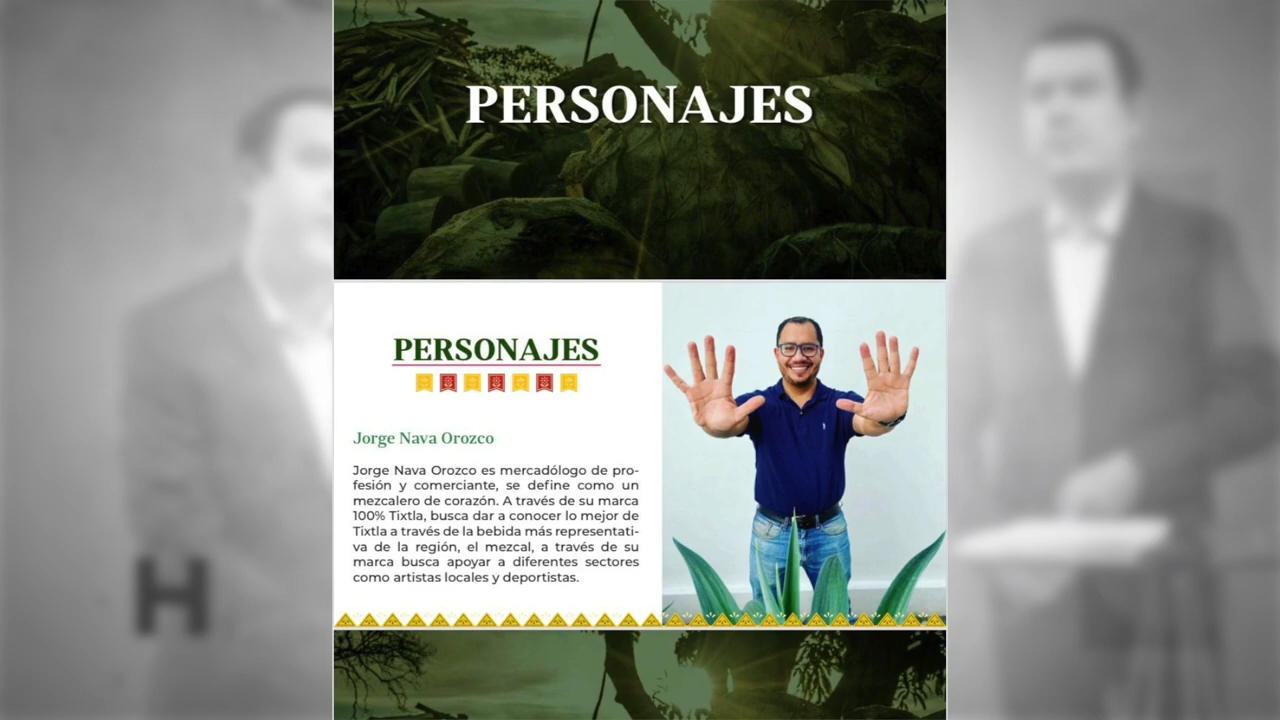 PERSONAJES
PERSONAJES
Jorge Nava Orozco
Jorge Nava Orozco es mercadólogo de pro-
fesión y comerciante, se define como un
mezcalero de corazón. A través de su marca
100% Tixtla, busca dar a conocer lo mejor de
Tixtla a través de la bebida más representati-
va de la región, el mezcal, a través de su
marca busca apoyar a diferentes sectores
como artistas locales y deportistas.
H